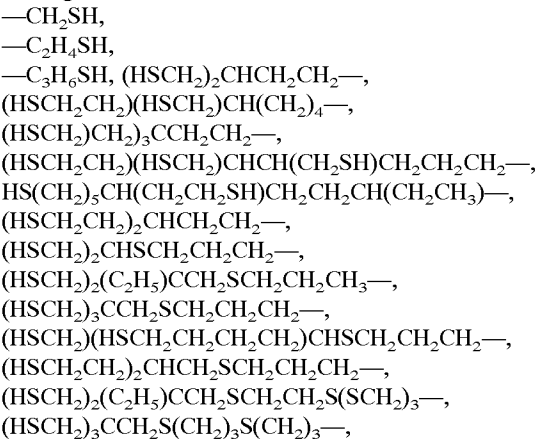 —CH₂SH,
—C₂H₄SH,
—C₃H₆SH, (HSCH₂)₂CHCH₂CH₂—,
(HSCH₂CH₂)(HSCH₂)CH(CH₂)₄—,
(HSCH₂)CH₂)₃CCH₂CH₂—,
(HSCH₂CH₂)(HSCH₂)CHCH(CH₂SH)CH₂CH₂CH₂—,
HS(CH₂)₅CH(CH₂CH₂SH)CH₂CH₂CH(CH₂CH₃)—,
(HSCH₂CH₂)₂CHCH₂CH₂—,
(HSCH₂)₂CHSCH₂CH₂CH₂—,
(HSCH₂)₂(C₂H₅)CCH₂SCH₂CH₂CH₃—,
(HSCH₂)₃CCH₂SCH₂CH₂CH₂—,
(HSCH₂)(HSCH₂CH₂CH₂CH₂)CHSCH₂CH₂CH₂—,
(HSCH₂CH₂)₂CHCH₂SCH₂CH₂CH₂—,
(HSCH₂)₂(C₂H₅)CCH₂SCH₂CH₂S(SCH₂)₃—,
(HSCH₂)₃CCH₂S(CH₂)₃S(CH₂)₃—,